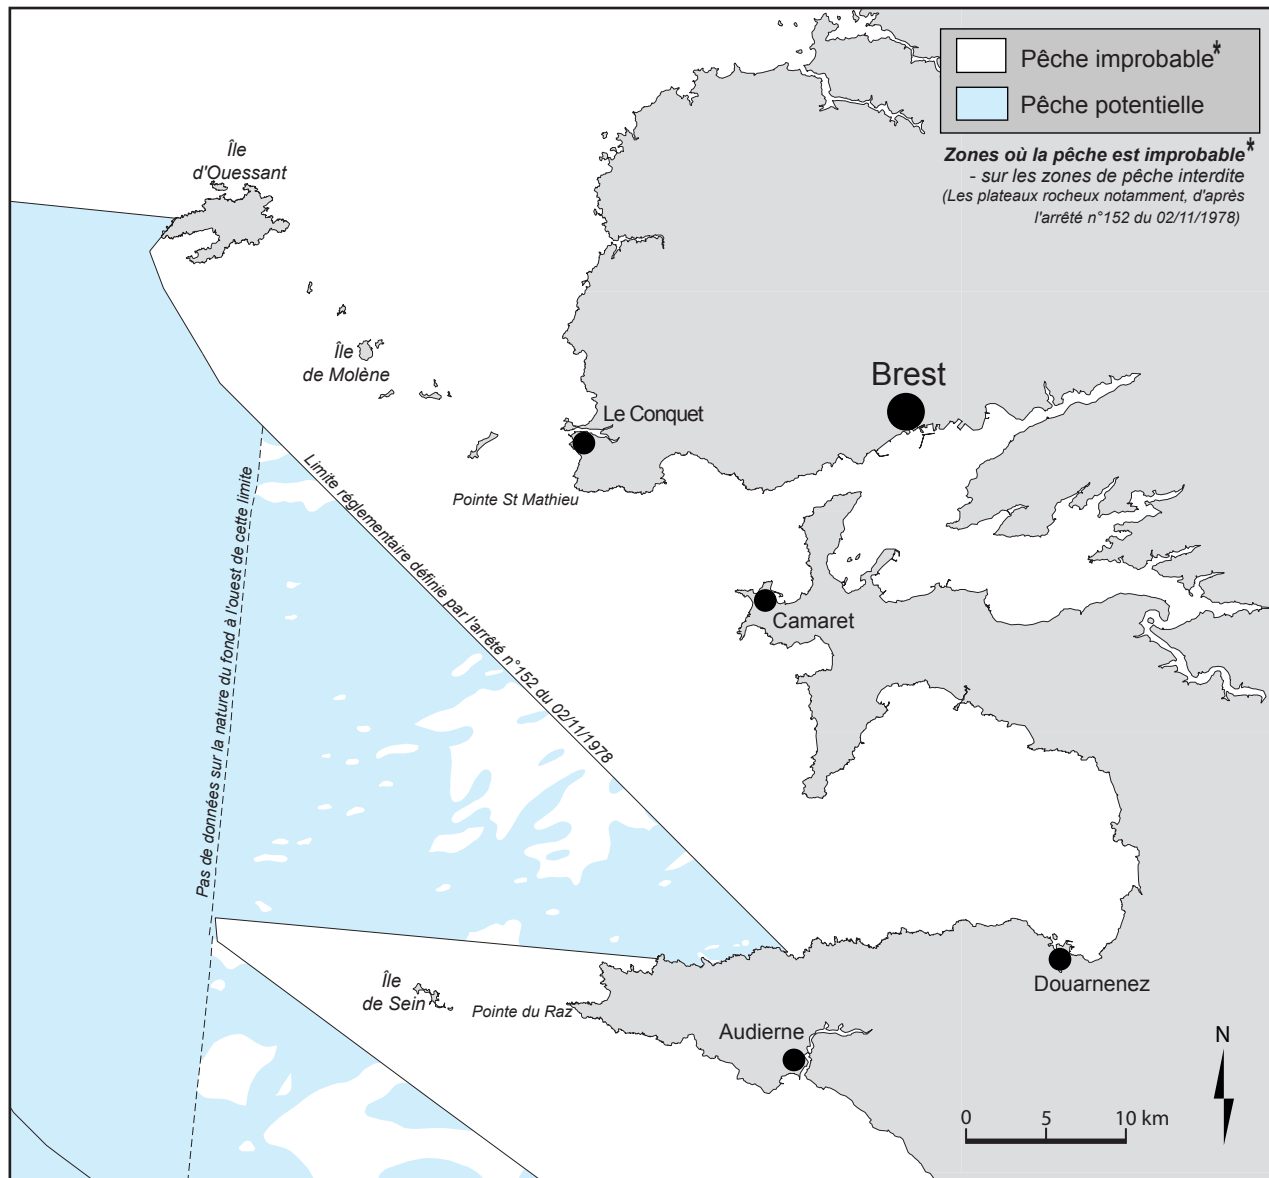 Pêche improbable*
Pêche potentielle
Zones où la pêche est improbable*
- sur les zones de pêche interdite
(Les plateaux rocheux notamment, d'après
l'arrêté n°152 du 02/11/1978)
Île
d'Ouessant
Île
de Molène
Brest
Le Conquet
Pointe St Mathieu
Limite réglementaire définie par l'arrêté n°152 du 02/11/1978
Pas de données sur la nature du fond à l'ouest de cette limite
Camaret
Île
de Sein
Pointe du Raz
Douarnenez
Audierne
N
0 5 10 km